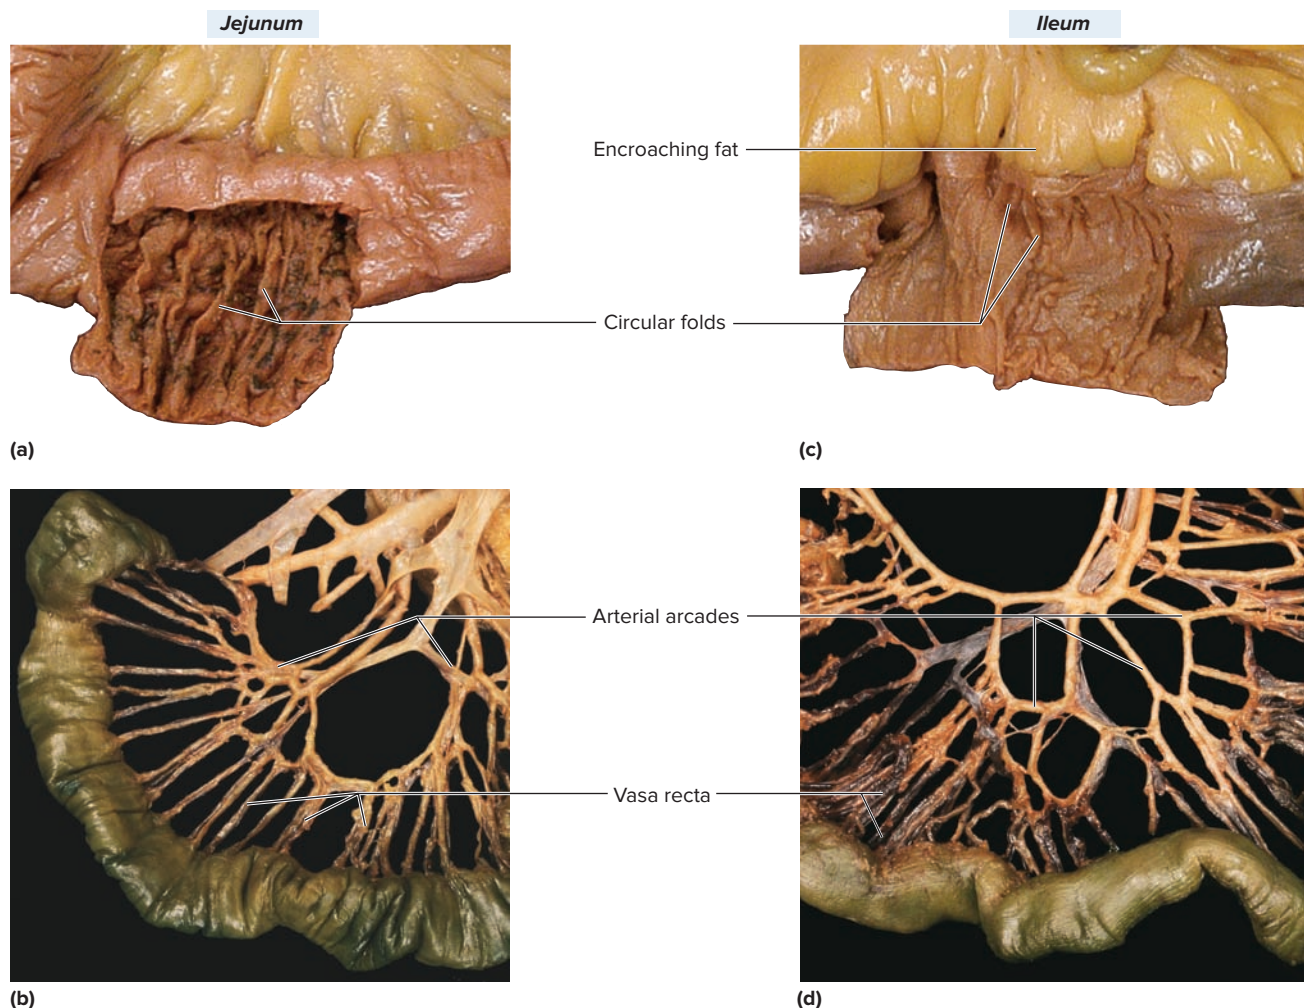 Jejunum
Ileum
Encroaching fat
Circular folds
(a)
(c)
Arterial arcades
Vasa recta
(b)
(d)